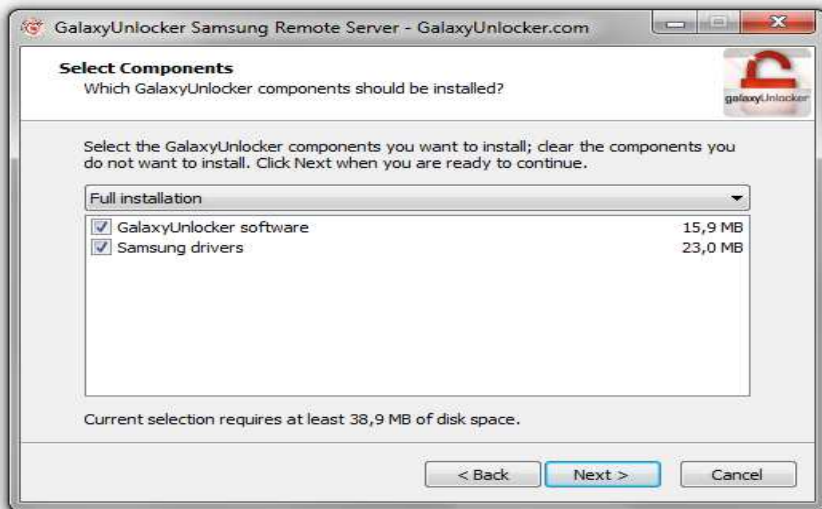 GalaxyUnlocker Samsung Remote Server - GalaxyUnlocker.com
Select Components
Which GalaxyUnlocker components should be installed?
galaxyUnlocker
Select the GalaxyUnlocker components you want to install; clear the components you
do not want to install. Click Next when you are ready to continue.
Full installation
GalaxyUnlocker software 15,9 MB
Samsung drivers 23,0 MB
Current selection requires at least 38,9 MB of disk space.
< Back Next > Cancel